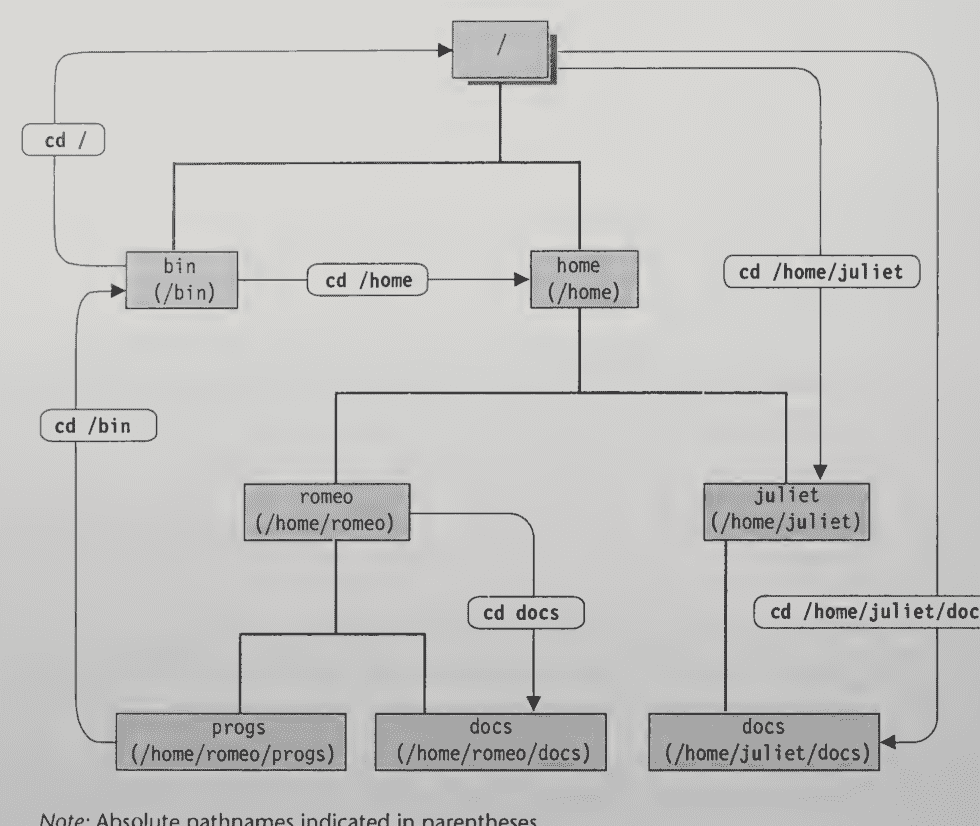 /
cd /
bin
(/bin)
cd /home
home
(/home)
cd /home/juliet
cd /bin
romeo
(/home/romeo)
juliet
(/home/juliet)
cd docs
cd /home/juliet/doc
progs
(/home/romeo/progs)
docs
(/home/romeo/docs)
docs
(/home/juliet/docs)
Note: Absolute pathnames indicated in parentheses